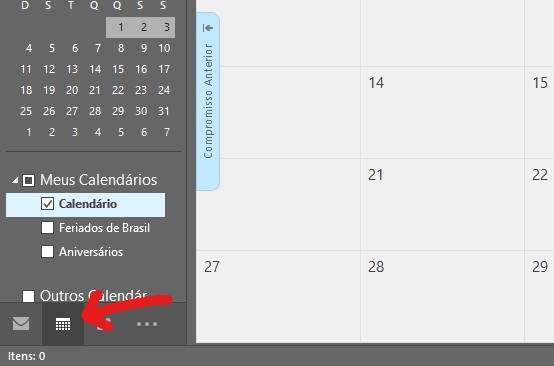 D S T Q Q S S
1 2 3
4 5 6 7 8 9 10
11 12 13 14 15 16 17
18 19 20 21 22 23 24
25 26 27 28 29 30 31
1 2 3 4 5 6 7
Meus Calendários
Calendário
Feriados de Brasil
Aniversários
Outros Calendár
Itens: 0
Compromisso Anterior
14 15
21 22
27 28 29